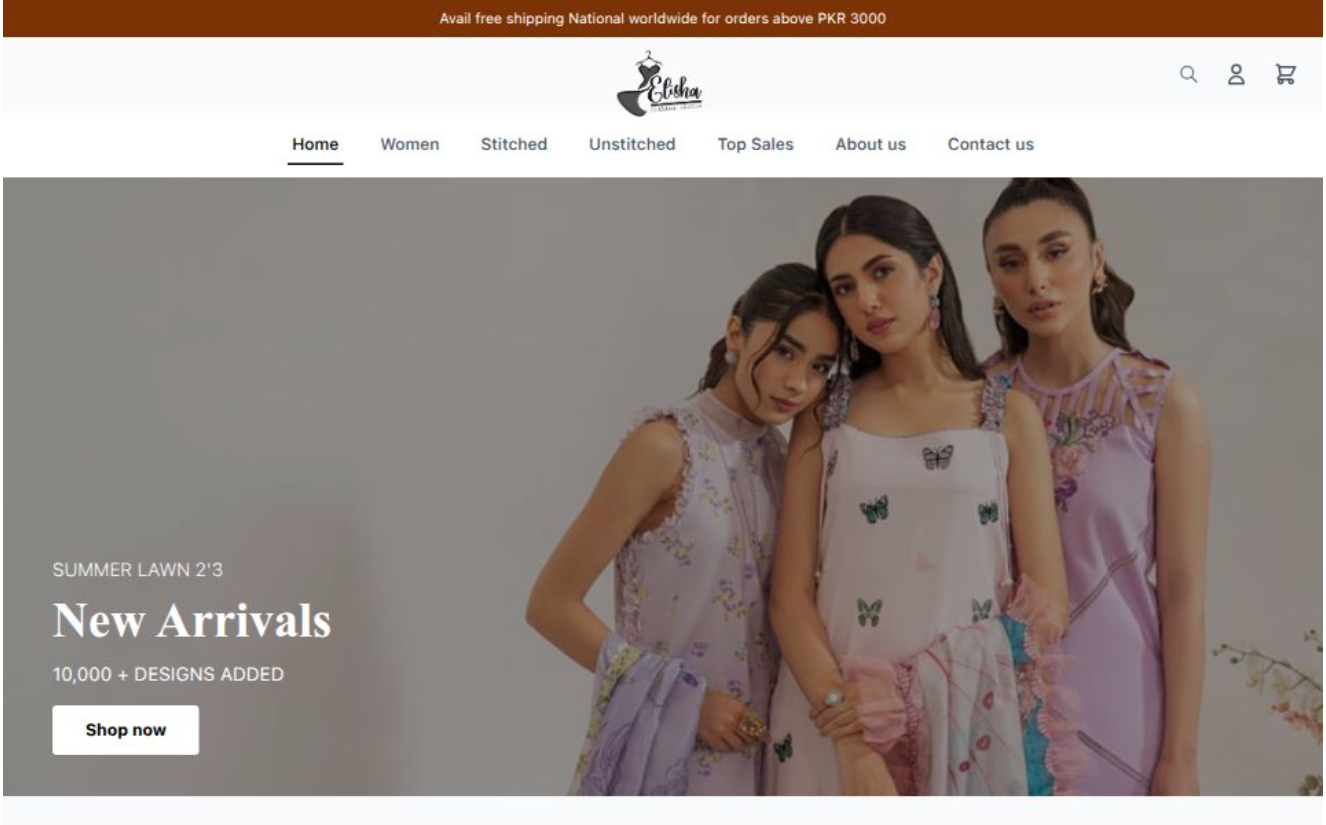 Avail free shipping National worldwide for orders above PKR 3000
Elisha
Home Women Stitched Unstitched Top Sales About us Contact us
SUMMER LAWN 2'3
New Arrivals
10,000 + DESIGNS ADDED
Shop now